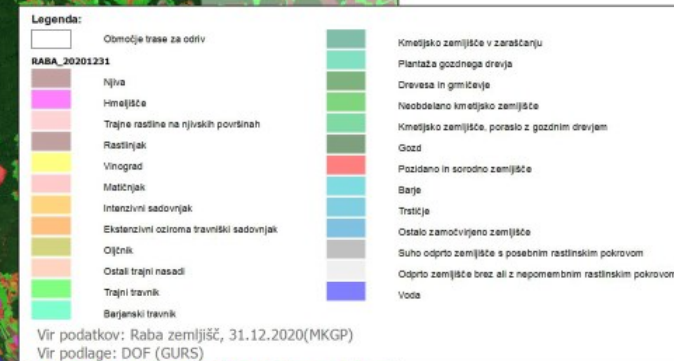 Legenda:
Območje trase za odriv
RABA_20201231
Njiva
Hmeljišče
Trajne rastline na njivskih površinah
Rastlinjak
Vinograd
Matičnjak
Intenzivni sadovnjak
Ekstenzivni oziroma travniški sadovnjak
Oljčnik
Ostali trajni nasadi
Trajni travnik
Barjanski travnik
Kmetijsko zemljišče v zaraščanju
Plantaža gozdnega drevja
Drevesa in grmičevje
Neobdelano kmetijsko zemljišče
Kmetijsko zemljišče, poraslo z gozdnim drevjem
Gozd
Pozidano in sorodno zemljišče
Barje
Trstičje
Ostalo zamočvirjeno zemljišče
Suho odprto zemljišče s posebnim rastlinskim pokrovom
Odprto zemljišče brez ali z nepomembnim rastlinskim pokrovom
Voda
Vir podatkov: Raba zemljišč, 31.12.2020(MKGP)
Vir podlage: DOF (GURS)